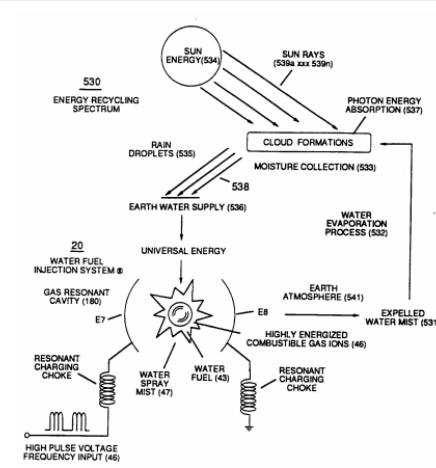 SUN
ENERGY(534)
SUN RAYS
(539a xxx 539n)
530
ENERGY RECYCLING
SPECTRUM
PHOTON ENERGY
ABSORPTION (537)
CLOUD FORMATIONS
RAIN
DROPLETS (535)
MOISTURE COLLECTION (533)
538
EARTH WATER SUPPLY (536)
WATER
EVAPORATION
PROCESS (532)
20
WATER FUEL
INJECTION SYSTEM ®
UNIVERSAL ENERGY
GAS RESONANT
CAVITY (180)
EARTH
ATMOSPHERE (541)
E7
E8
EXPELLED
WATER MIST (531
HIGHLY ENERGIZED
COMBUSTIBLE GAS IONS (46)
RESONANT
CHARGING
CHOKE
WATER
SPRAY
MIST (47)
WATER
FUEL (43)
RESONANT
CHARGING
CHOKE
HIGH PULSE VOLTAGE
FREQUENCY INPUT (46)